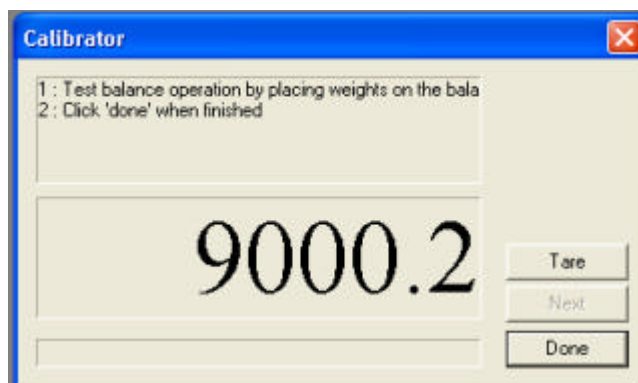 Calibrator
1 : Test balance operation by placing weights on the bala
2 : Click 'done' when finished
9000.2
Tare
Next
Done